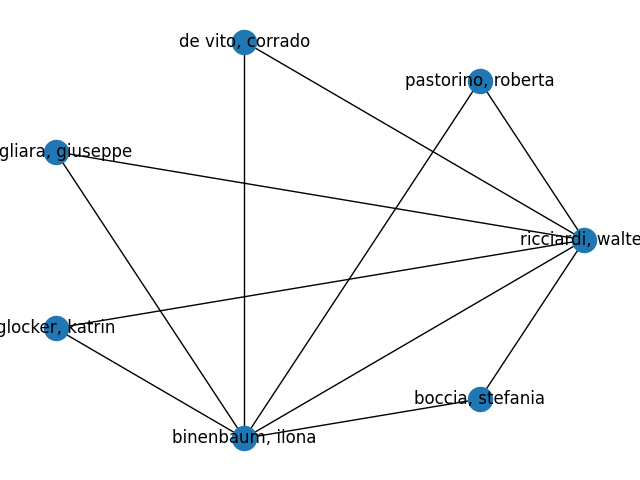 de vito, corrado
pastorino, roberta
gliara, giuseppe
ricciardi, walte
glocker, katrin
boccia, stefania
binenbaum, ilona